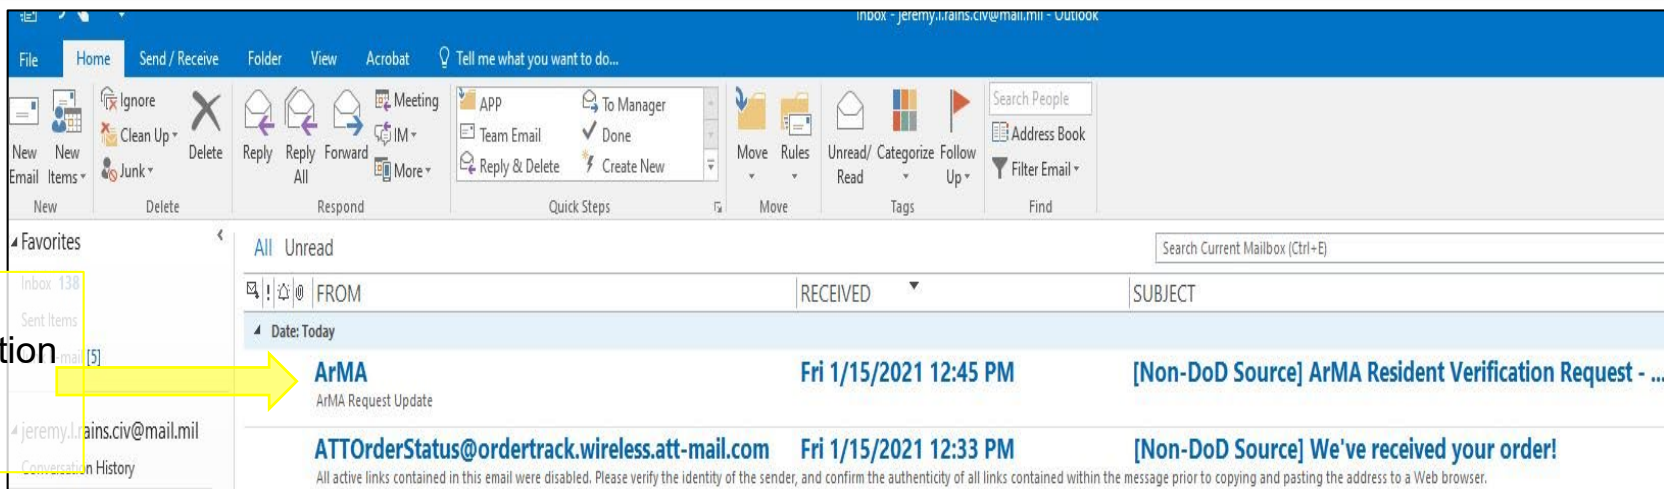 Inbox - jeremy.l.rains.civ@mail.mil - Outlook
File Home Send / Receive Folder View Acrobat Tell me what you want to do...
New Email
New Items
Ignore
Clean Up
Junk
Delete
Reply
Reply All
Forward
Meeting
IM
More
APP
Team Email
Reply & Delete
To Manager
Done
Create New
Move
Rules
Unread/ Read
Categorize
Follow Up
Search People
Address Book
Filter Email
New Delete Respond Quick Steps Move Tags Find
Favorites
Inbox 138
Sent Items
[5]
jeremy.l.rains.civ@mail.mil
Conversation History
All Unread
Search Current Mailbox (Ctrl+E)
! FROM RECEIVED SUBJECT
Date: Today
ArMA Fri 1/15/2021 12:45 PM [Non-DoD Source] ArMA Resident Verification Request - ...
ArMA Request Update
ATTOrderStatus@ordertrack.wireless.att-mail.com Fri 1/15/2021 12:33 PM [Non-DoD Source] We've received your order!
All active links contained in this email were disabled. Please verify the identity of the sender, and confirm the authenticity of all links contained within the message prior to copying and pasting the address to a Web browser.